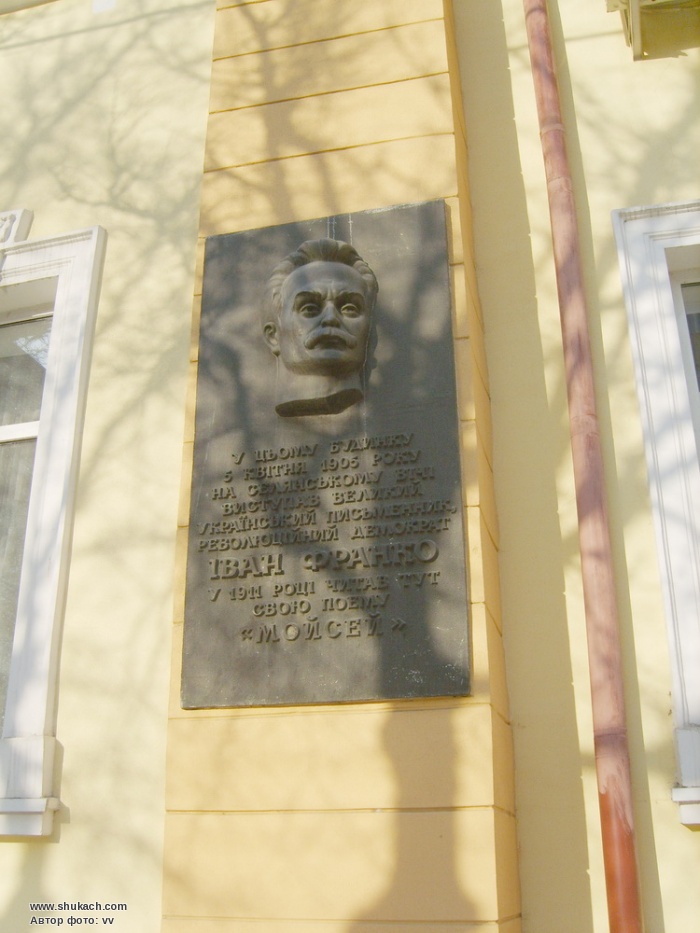 У ЦЬОМУ БУДИНКУ
5 КВІТНЯ 1905 РОКУ
НА СЕЛЯНСЬКОМУ ВІЧІ
ВИСТУПАВ ВЕЛИКИЙ
УКРАЇНСЬКИЙ ПИСЬМЕННИК,
РЕВОЛЮЦІЙНИЙ ДЕМОКРАТ
ІВАН ФРАНКО
У 1911 РОЦІ ЧИТАВ ТУТ
СВОЮ ПОЕМУ
«МОЙСЕЙ»
www.shukach.com
Автор фото: vv